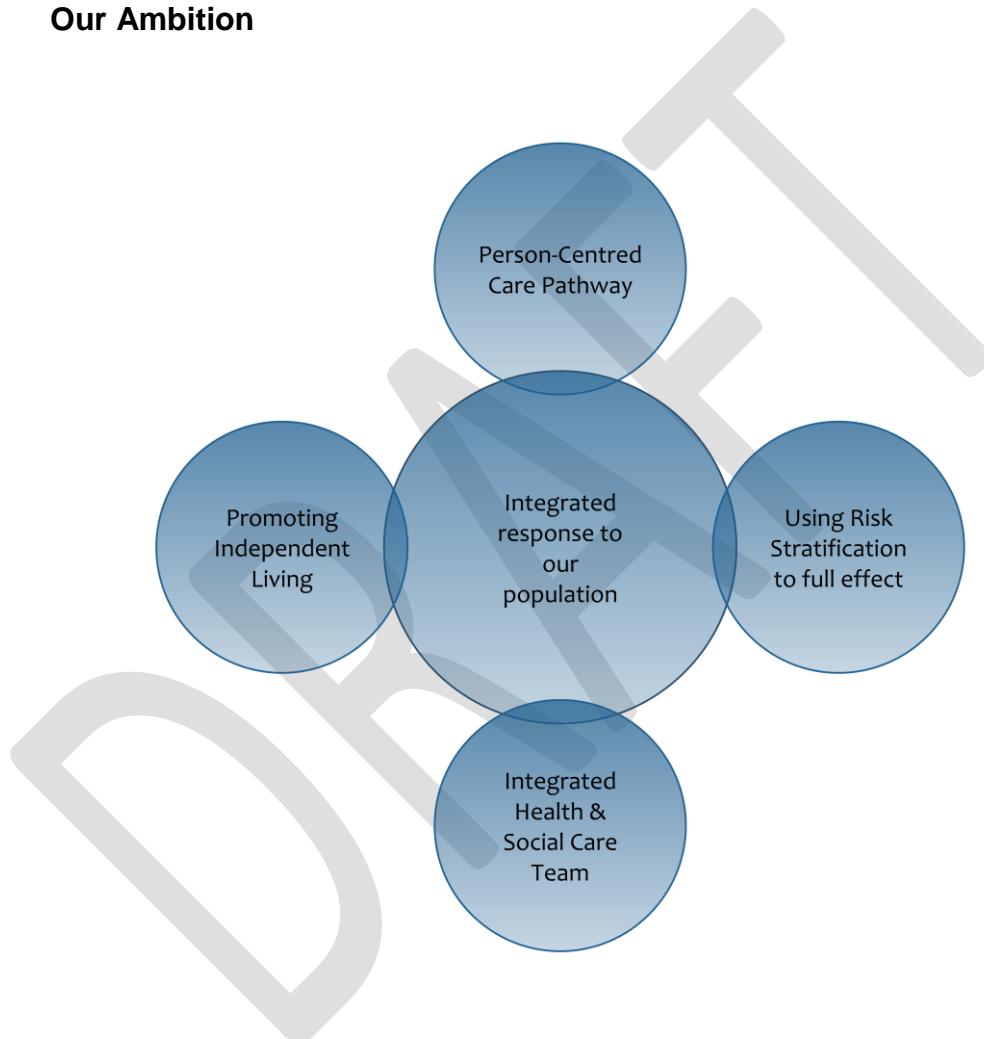 Our Ambition
Person-Centred
Care Pathway
Promoting
Independent
Living
Integrated
response to
our
population
Using Risk
Stratification
to full effect
Integrated
Health &
Social Care
Team
DRAFT